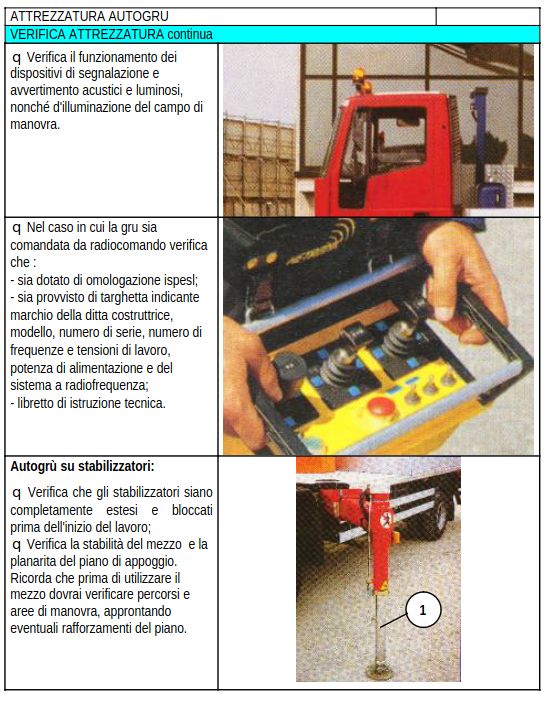 ATTREZZATURA AUTOGRU
VERIFICA ATTREZZATURA continua
q Verifica il funzionamento dei
dispositivi di segnalazione e
avvertimento acustici e luminosi,
nonché d'illuminazione del campo di
manovra.
q Nel caso in cui la gru sia
comandata da radiocomando verifica
che :
- sia dotato di omologazione ispesl;
- sia provvisto di targhetta indicante
marchio della ditta costruttrice,
modello, numero di serie, numero di
frequenze e tensioni di lavoro,
potenza di alimentazione e del
sistema a radiofrequenza;
- libretto di istruzione tecnica.
Autogrù su stabilizzatori:
q Verifica che gli stabilizzatori siano
completamente estesi e bloccati
prima dell'inizio del lavoro;
q Verifica la stabilità del mezzo e la
planarita del piano di appoggio.
Ricorda che prima di utilizzare il
mezzo dovrai verificare percorsi e
aree di manovra, approntando
eventuali rafforzamenti del piano.
1